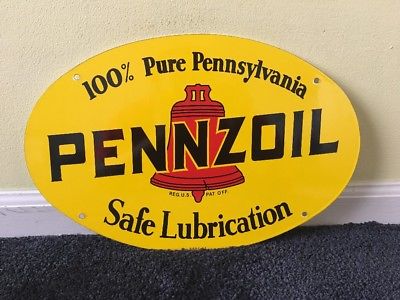 100% Pure Pennsylvania
PENNZOIL
REG. U.S. PAT. OFF.
Safe Lubrication